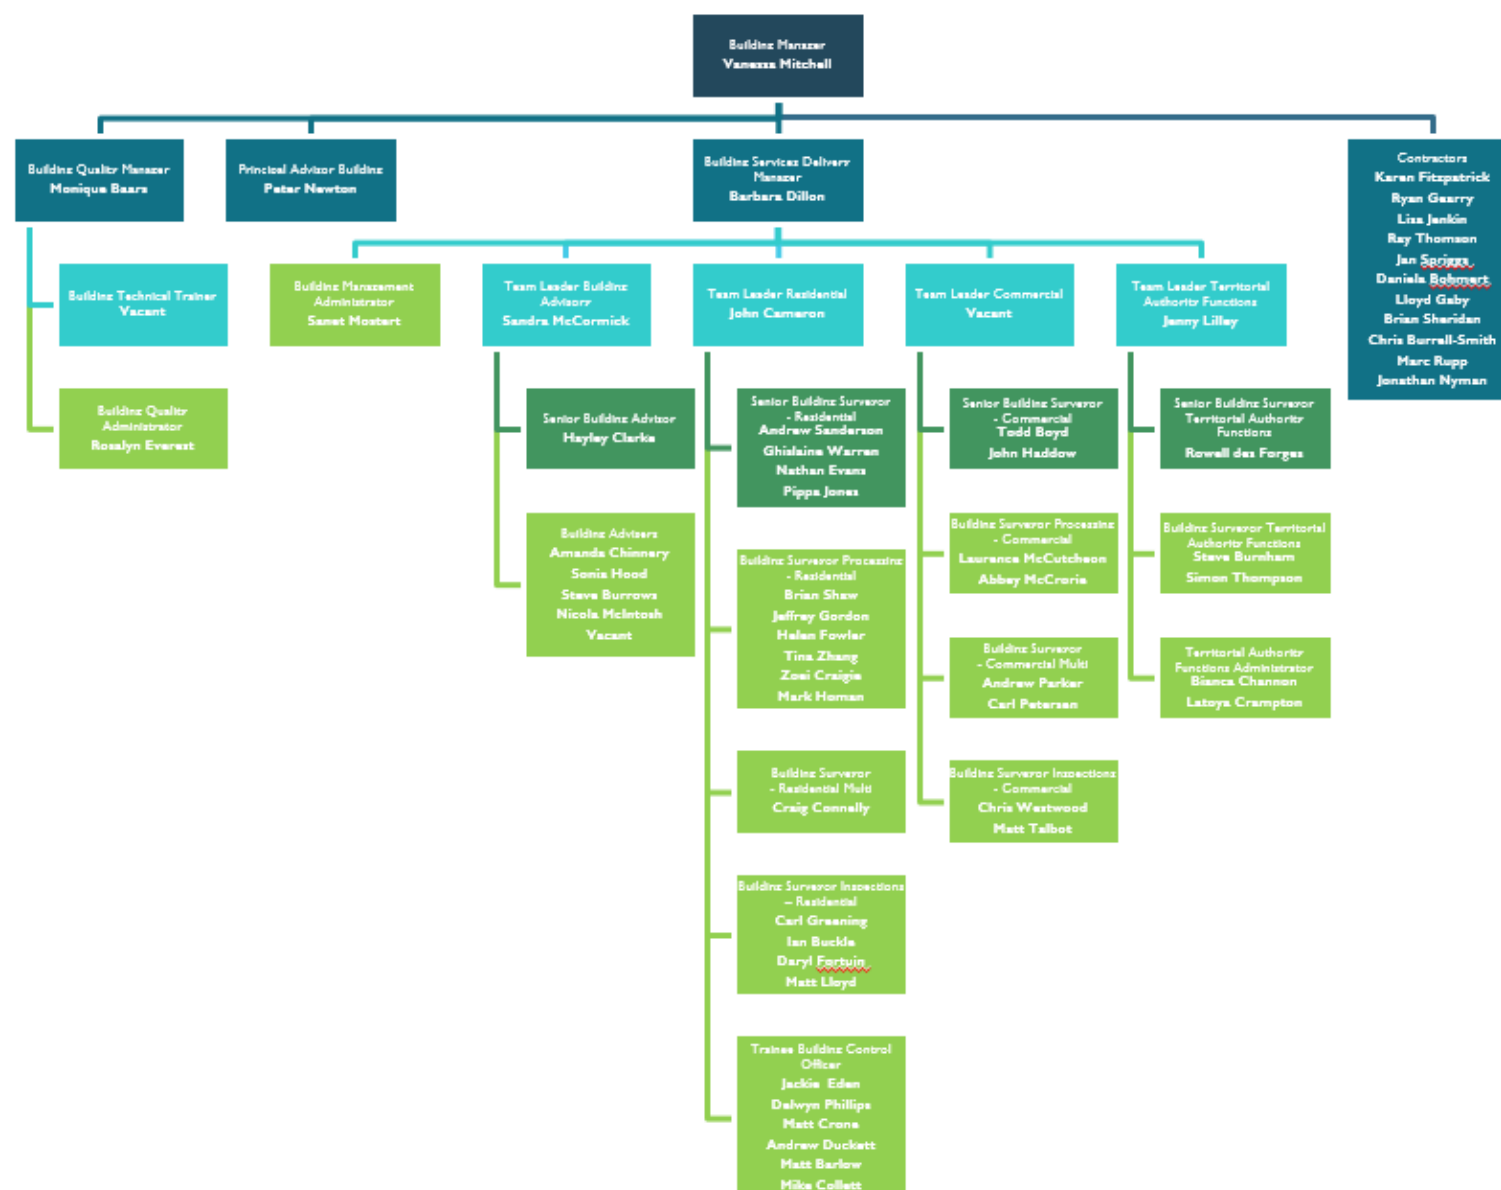 Building Manager
Vanessa Mitchell
Building Quality Manager
Monique Baars
Principal Advisor Building
Peter Newton
Building Services Delivery
Manager
Barbara Dillon
Contractors
Karen Fitzpatrick
Ryan Gearry
Lisa Jenkin
Ray Thomson
Jan Spriggs
Daniela Bohmert
Lloyd Gaby
Brian Sheridan
Chris Burrell-Smith
Marc Rupp
Jonathan Nyman
Building Technical Trainer
Vacant
Building Quality
Administrator
Rosalyn Everest
Building Management
Administrator
Sanet Mostert
Team Leader Building
Advisory
Sandra McCormick
Senior Building Advisor
Hayley Clarke
Building Advisers
Amanda Chinnery
Sonia Hood
Steve Burrows
Nicola McIntosh
Vacant
Team Leader Residential
John Cameron
Senior Building Surveyor
- Residential
Andrew Sanderson
Ghislaine Warren
Nathan Evans
Pippa Jones
Building Surveyor Processing
- Residential
Brian Shaw
Jeffrey Gordon
Helen Fowler
Tina Zhang
Zoei Craigie
Mark Homan
Building Surveyor
- Residential Multi
Craig Connelly
Building Surveyor Inspections
– Residential
Carl Greening
Ian Buckle
Daryl Fortuin
Matt Lloyd
Trainee Building Control
Officer
Jackie Eden
Delwyn Phillips
Matt Crone
Andrew Duckett
Matt Barlow
Mike Collett
Team Leader Commercial
Vacant
Senior Building Surveyor
- Commercial
Todd Boyd
John Haddow
Building Surveyor Processing
- Commercial
Laurence McCutcheon
Abbey McCrorie
Building Surveyor
- Commercial Multi
Andrew Parker
Carl Petersen
Building Surveyor Inspections
- Commercial
Chris Westwood
Matt Talbot
Team Leader Territorial
Authority Functions
Jenny Lilley
Senior Building Surveyor
Territorial Authority
Functions
Rowell des Forges
Building Surveyor Territorial
Authority Functions
Steve Burnham
Simon Thompson
Territorial Authority
Functions Administrator
Bianca Channon
Latoya Crampton